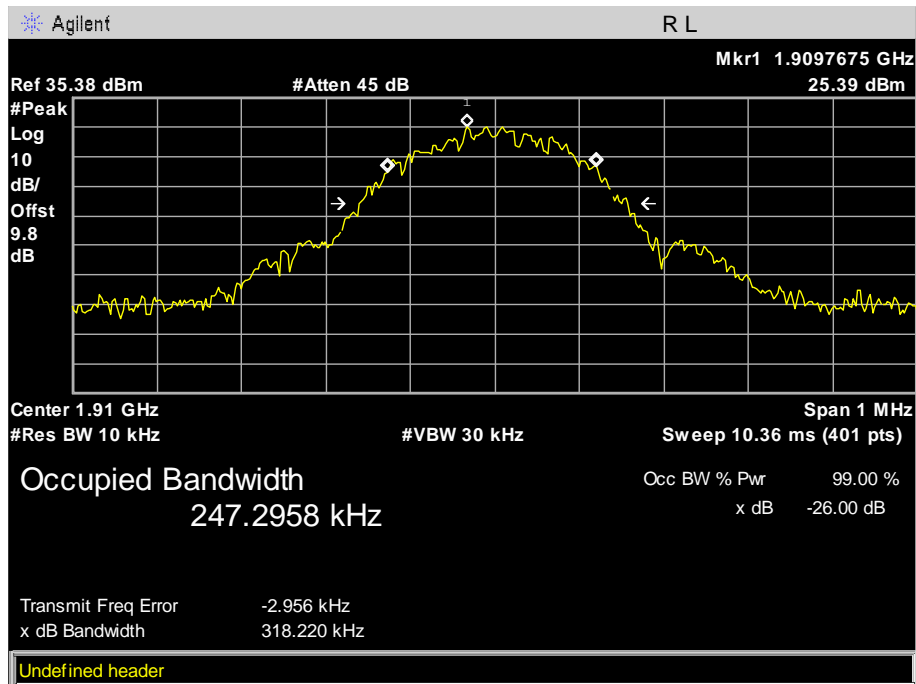 Agilent R L
Mkr1 1.9097675 GHz
Ref 35.38 dBm #Atten 45 dB 25.39 dBm
#Peak
Log
10
dB/
Offst
9.8
dB
1
Center 1.91 GHz Span 1 MHz
#Res BW 10 kHz #VBW 30 kHz Sweep 10.36 ms (401 pts)
Occupied Bandwidth
247.2958 kHz
Occ BW % Pwr 99.00 %
x dB -26.00 dB
Transmit Freq Error -2.956 kHz
x dB Bandwidth 318.220 kHz
Undefined header